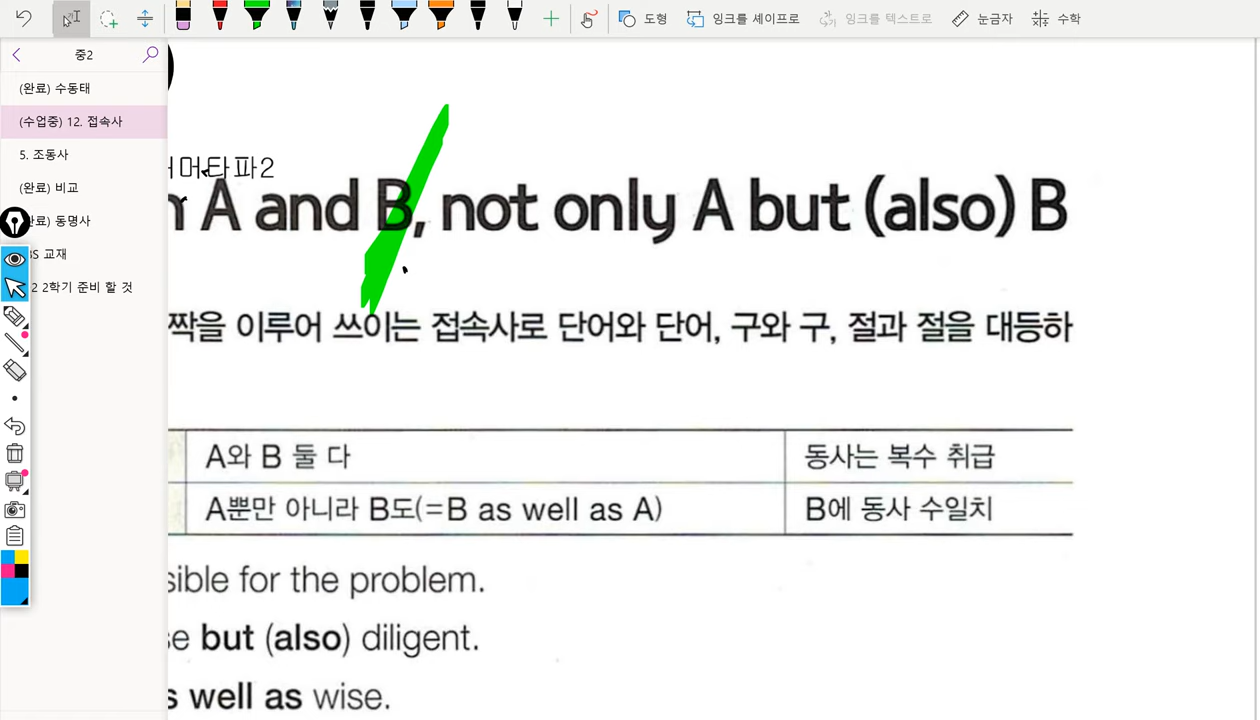 도형 잉크를 셰이프로 잉크를 텍스트로 눈금자 수학
중2
(완료) 수동태
(수업중) 12. 접속사
5. 조동사
(완료) 비교
동명사
교재
2 2학기 준비 할 것
머타파2
A and B, not only A but (also) B
짝을 이루어 쓰이는 접속사로 단어와 단어, 구와 구, 절과 절을 대등하
A와 B 둘 다 동사는 복수 취급
A뿐만 아니라 B도(=B as well as A) B에 동사 수일치
sible for the problem.
se but (also) diligent.
s well as wise.